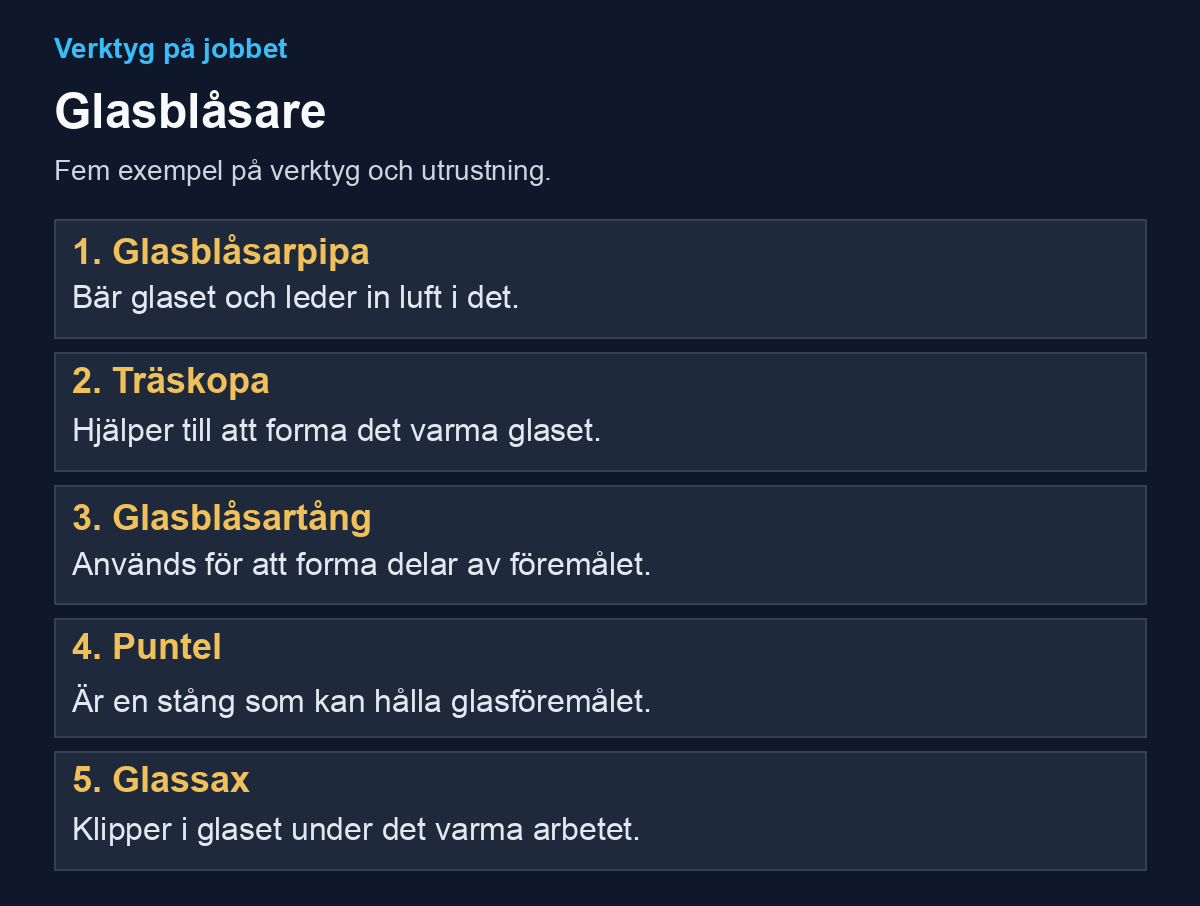 Verktyg på jobbet
Glasblåsare
Fem exempel på verktyg och utrustning.
1. Glasblåsarpipa
Bär glaset och leder in luft i det.
2. Träskopa
Hjälper till att forma det varma glaset.
3. Glasblåsartång
Används för att forma delar av föremålet.
4. Puntel
Är en stång som kan hålla glasföremålet.
5. Glassax
Klipper i glaset under det varma arbetet.